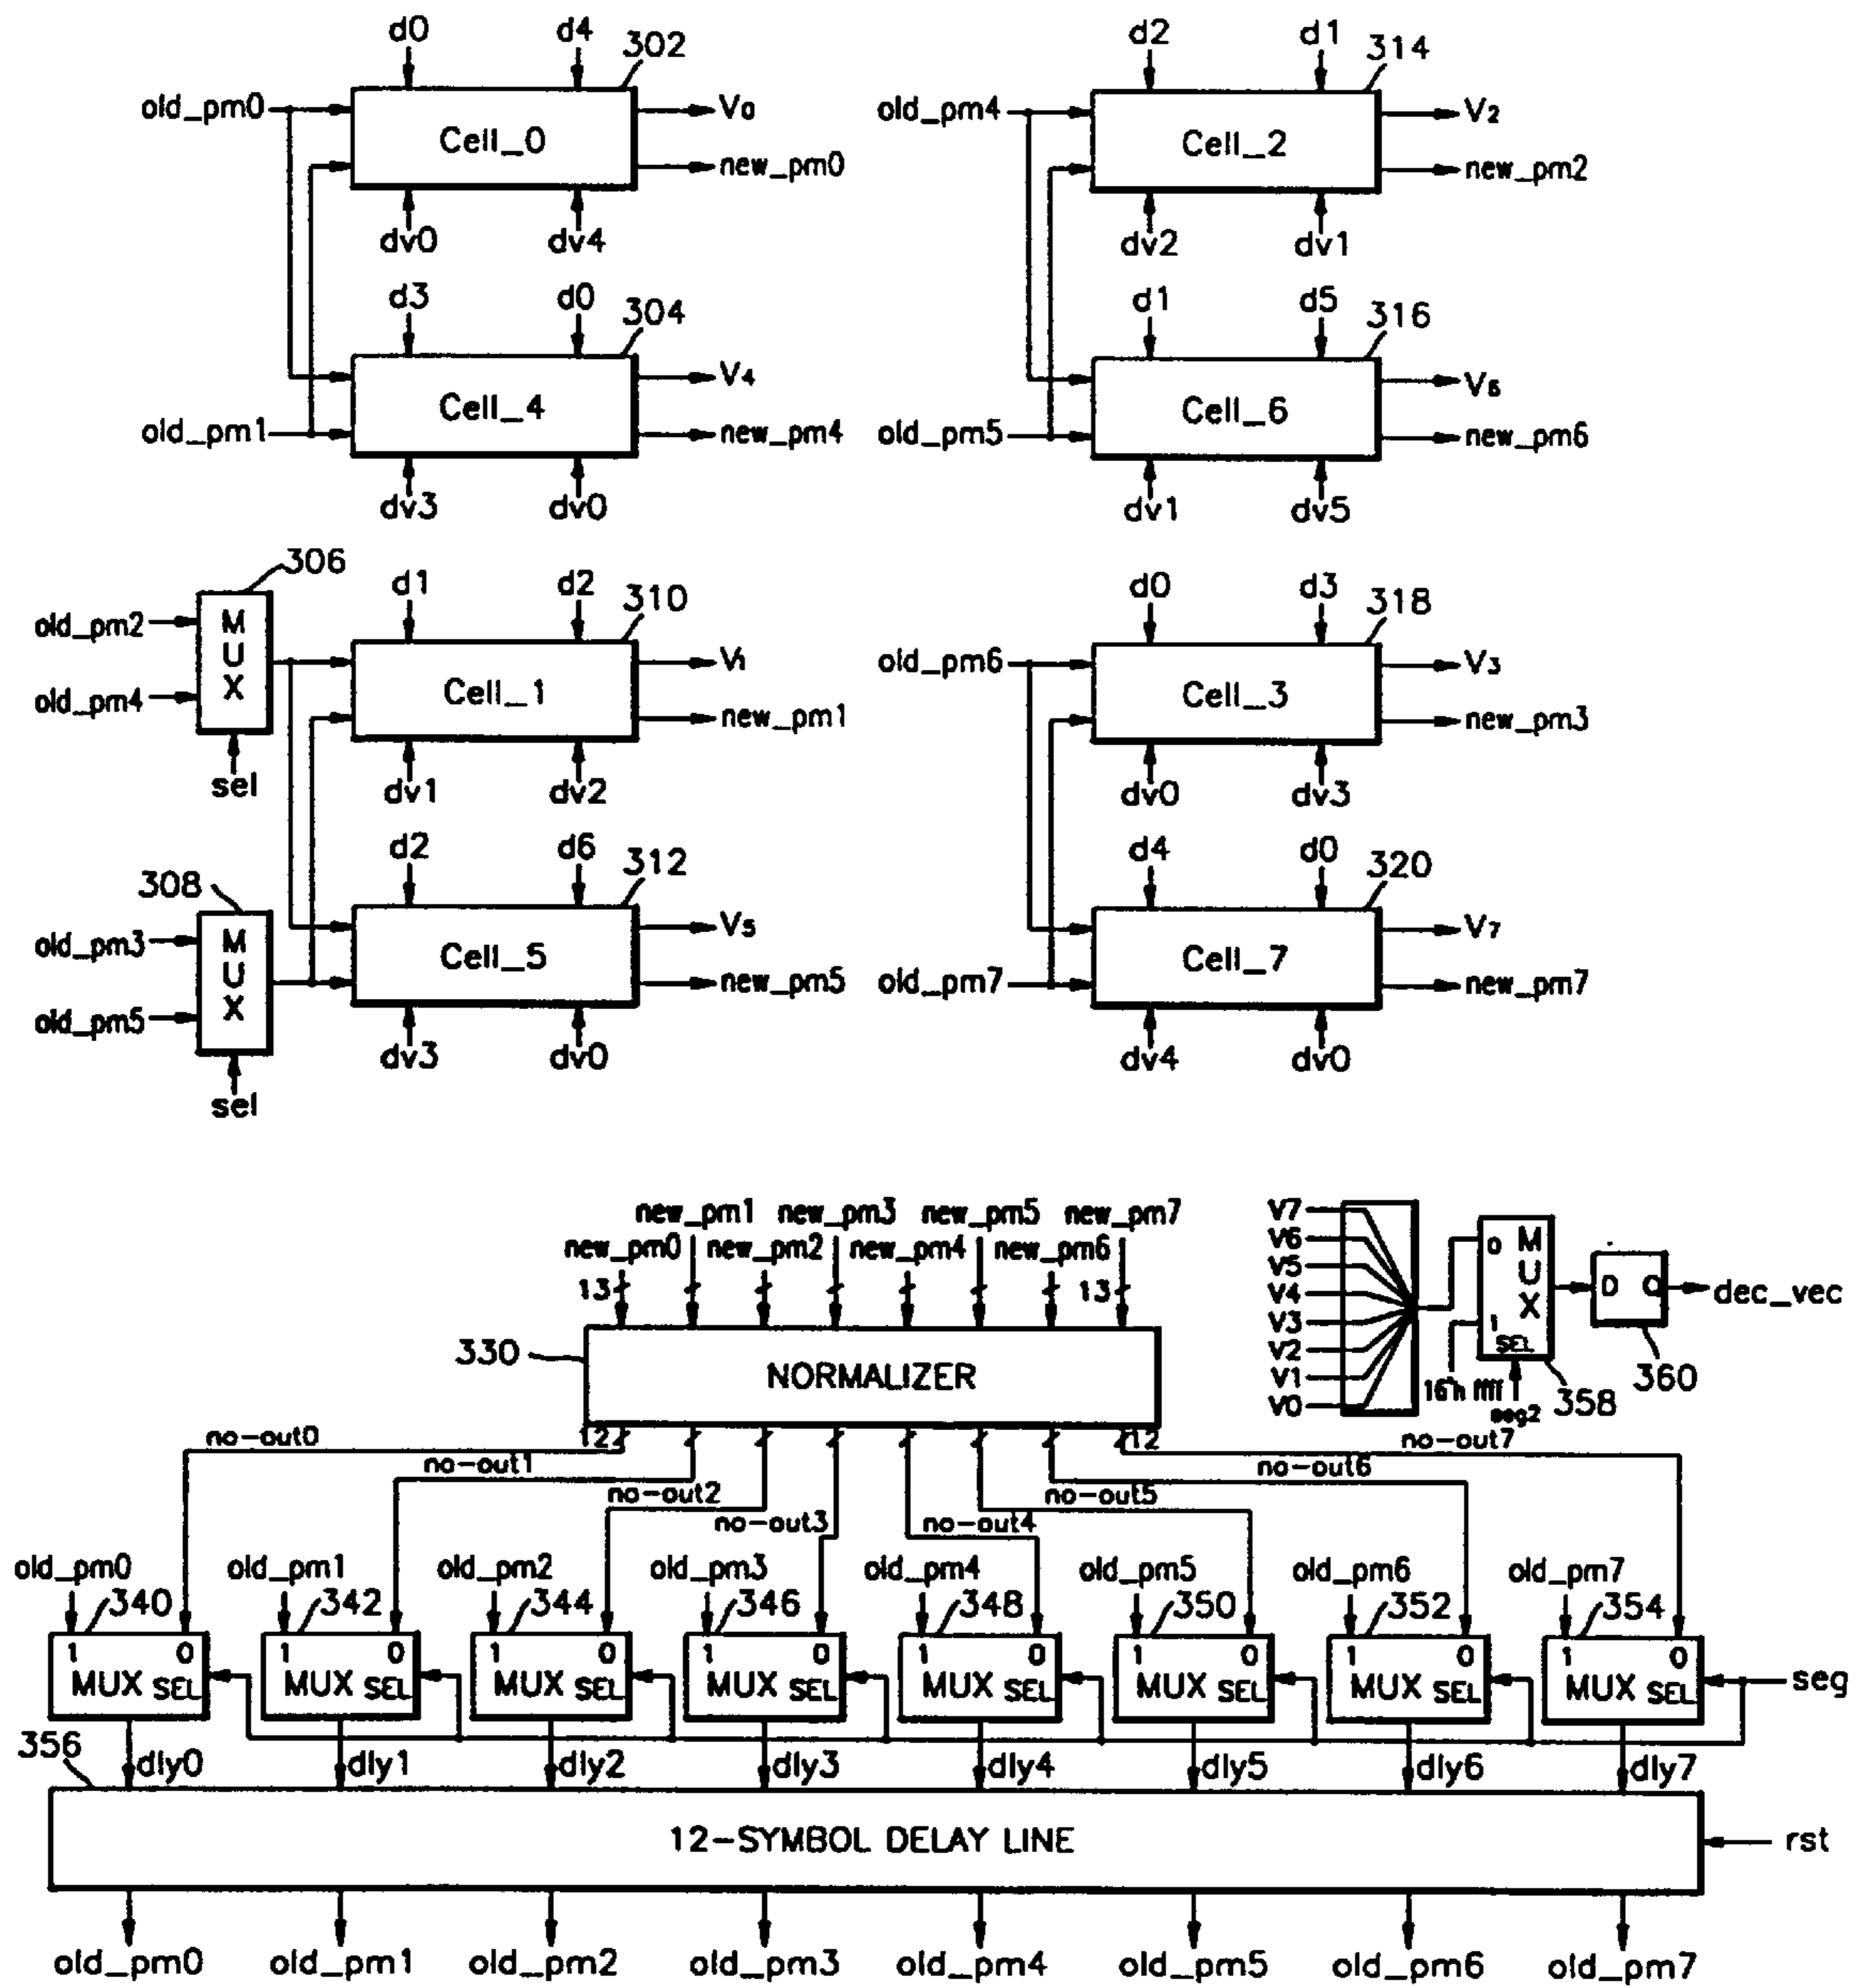 d0 d4 302
old_pm0 Cell_0 V0
new_pm0
dv0 dv4
d3 d0 304
Cell_4 V4
old_pm1 new_pm4
dv3 dv0
d2 d1 314
old_pm4 Cell_2 V2
new_pm2
dv2 dv1
d1 d5 316
Cell_6
old_pm5 new_pm6
dv1 dv5
306 d1 d2 310
old_pm2 MUX
old_pm4
sel
Cell_1 V1
new_pm1
dv1 dv2
308 d2 d6 312
old_pm3 MUX
old_pm5
sel
Cell_5 V5
new_pm5
dv3 dv0
d0 d3 318
old_pm6 Cell_3 V3
new_pm3
dv0 dv3
d4 d0 320
Cell_7 V7
old_pm7 new_pm7
dv4 dv0
new_pm1 new_pm3 new_pm5 new_pm7
new_pm0 new_pm2 new_pm4 new_pm6
13 13
330 NORMALIZER
12 12
V7
V6
V5
V4
V3
V2
V1
V0
0 MUX
1
SEL
16'h ffff
seg2
358
D Q dec_vec
360
no-out0 no-out7
no-out1 no-out6
no-out2 no-out5
no-out3 no-out4
old_pm0 old_pm1 old_pm2 old_pm3 old_pm4 old_pm5 old_pm6 old_pm7
340 342 344 346 348 350 352 354
1 0 1 0 1 0 1 0 1 0 1 0 1 0 1 0
MUX SEL MUX SEL MUX SEL MUX SEL MUX SEL MUX SEL MUX SEL MUX SEL seg
356 dly0 dly1 dly2 dly3 dly4 dly5 dly6 dly7
12-SYMBOL DELAY LINE rst
old_pm0 old_pm1 old_pm2 old_pm3 old_pm4 old_pm5 old_pm6 old_pm7